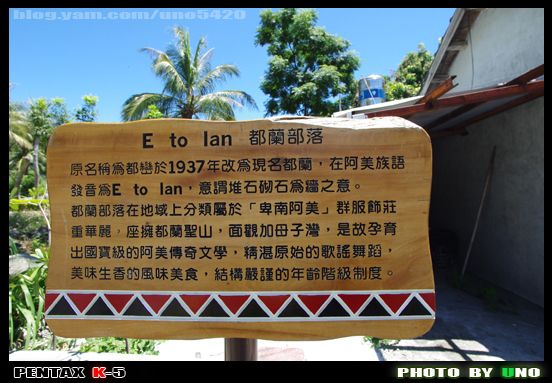 blog.yam.com/uno5420
E to lan 都蘭部落
原名稱為都巒於1937年改為現名都蘭，在阿美族語
發音為E to lan，意謂堆石砌石為牆之意。
都蘭部落在地域上分類屬於「卑南阿美」群服飾莊
重華麗，座擁都蘭聖山，面觀加母子灣，是故孕育
出國寶級的阿美傳奇文學，精湛原始的歌謠舞蹈，
美味生香的風味美食，結構嚴謹的年齡階級制度。
PENTAX K-5
PHOTO BY UNO